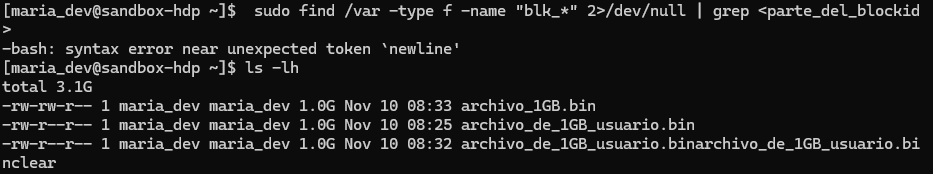 [maria_dev@sandbox-hdp ~]$  sudo find /var -type f -name "blk_*" 2>/dev/null | grep <parte_del_blockid
>
-bash: syntax error near unexpected token `newline'
[maria_dev@sandbox-hdp ~]$ ls -lh
total 3.1G
-rw-rw-r-- 1 maria_dev maria_dev 1.0G Nov 10 08:33 archivo_1GB.bin
-rw-r--r-- 1 maria_dev maria_dev 1.0G Nov 10 08:25 archivo_de_1GB_usuario.bin
-rw-r--r-- 1 maria_dev maria_dev 1.0G Nov 10 08:32 archivo_de_1GB_usuario.binarchivo_de_1GB_usuario.bi
nclear